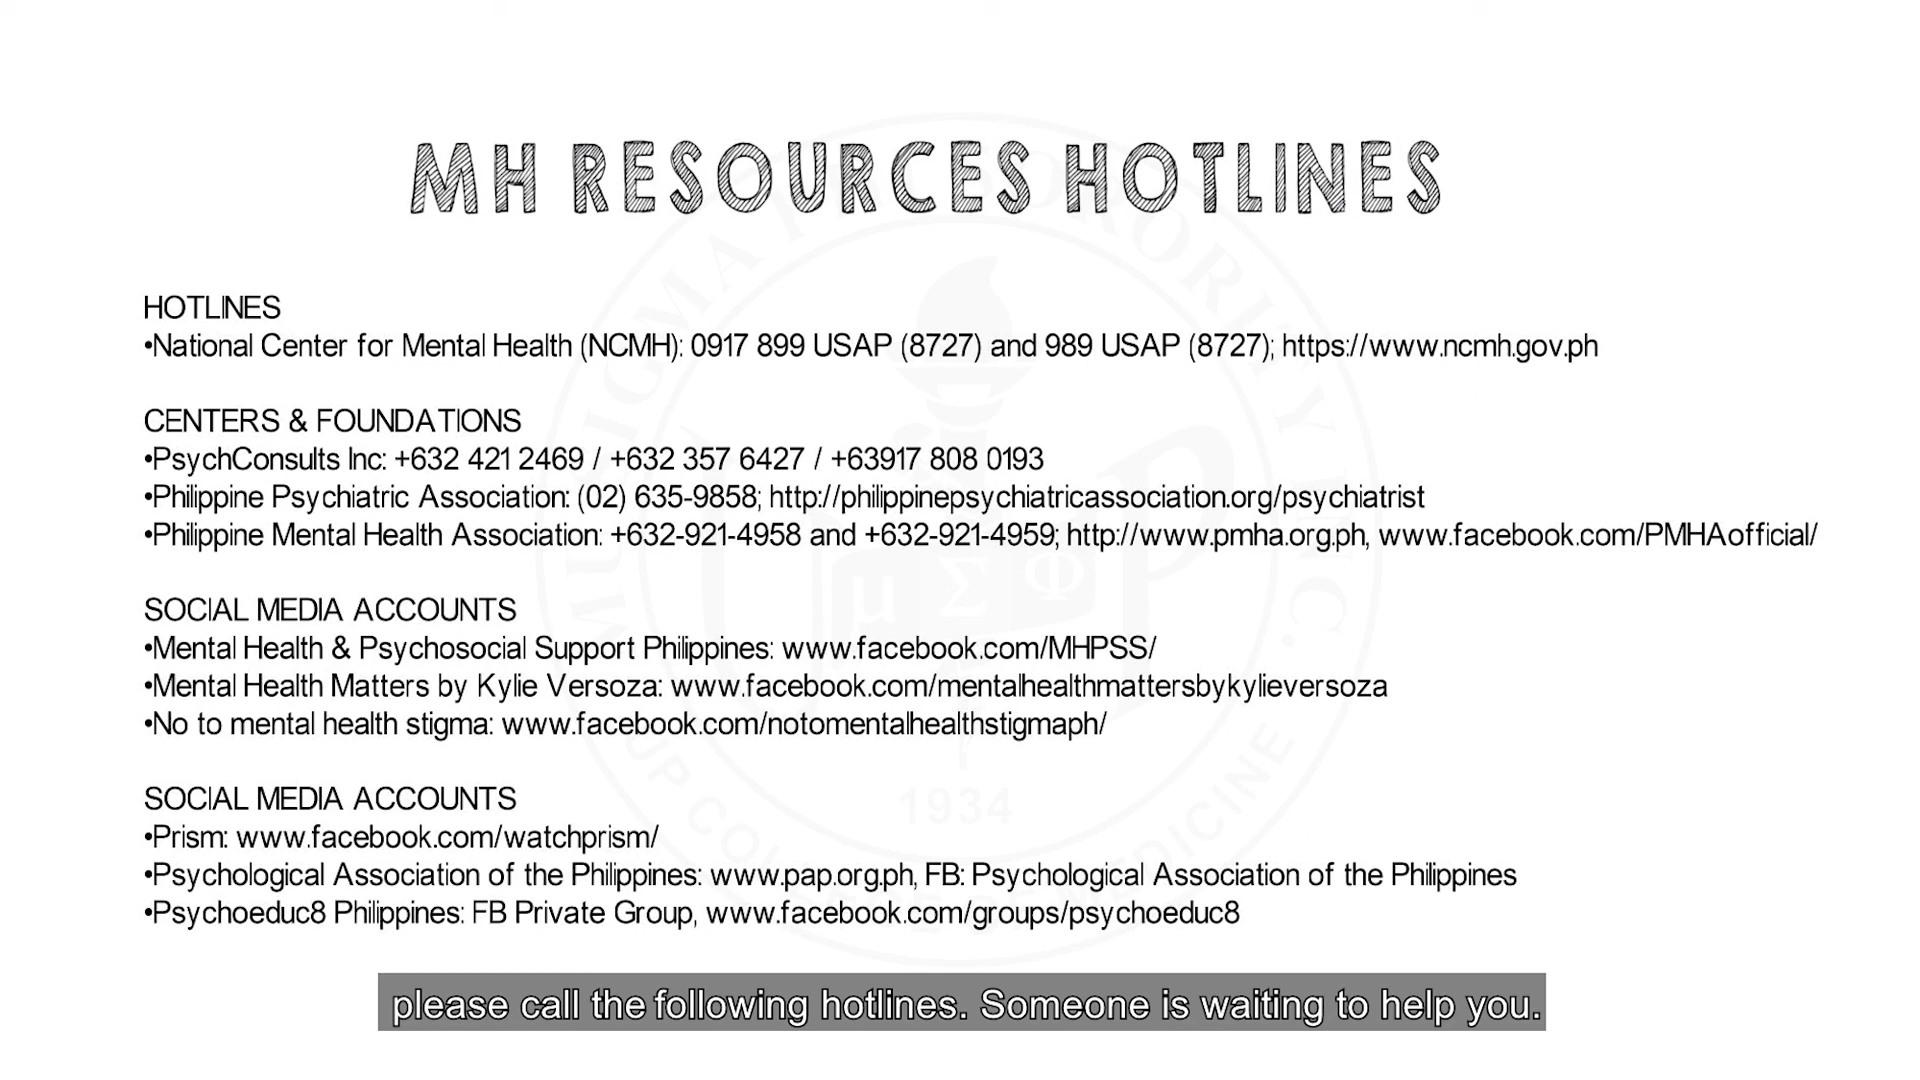 MH RESOURCES HOTLINES
HOTLINES
•National Center for Mental Health (NCMH): 0917 899 USAP (8727) and 989 USAP (8727); https://www.ncmh.gov.ph
CENTERS & FOUNDATIONS
•PsychConsults Inc: +632 421 2469 / +632 357 6427 / +63917 808 0193
•Philippine Psychiatric Association: (02) 635-9858; http://philippinepsychiatricassociation.org/psychiatrist
•Philippine Mental Health Association: +632-921-4958 and +632-921-4959; http://www.pmha.org.ph, www.facebook.com/PMHAofficial/
SOCIAL MEDIA ACCOUNTS
•Mental Health & Psychosocial Support Philippines: www.facebook.com/MHPSS/
•Mental Health Matters by Kylie Versoza: www.facebook.com/mentalhealthmattersbykylieversoza
•No to mental health stigma: www.facebook.com/notomentalhealthstigmaph/
SOCIAL MEDIA ACCOUNTS
•Prism: www.facebook.com/watchprism/
•Psychological Association of the Philippines: www.pap.org.ph, FB: Psychological Association of the Philippines
•Psychoeduc8 Philippines: FB Private Group, www.facebook.com/groups/psychoeduc8
please call the following hotlines. Someone is waiting to help you.
μ Σ Φ
1934